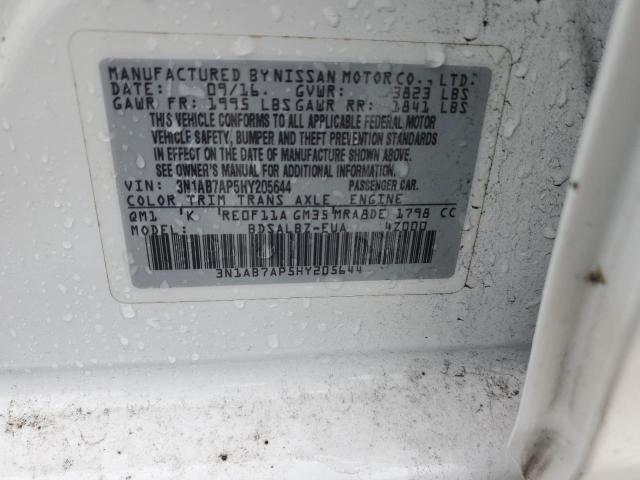 MANUFACTURED BY NISSAN MOTOR CO., LTD.
DATE: 09/16 GVWR: 3823 LBS
GAWR FR: 1995 LBS GAWR RR: 1841 LBS
THIS VEHICLE CONFORMS TO ALL APPLICABLE FEDERAL MOTOR
VEHICLE SAFETY, BUMPER AND THEFT PREVENTION STANDARDS
IN EFFECT ON THE DATE OF MANUFACTURE SHOWN ABOVE.
SEE OWNER'S MANUAL FOR ADDITIONAL INFORMATION.
VIN: 3N1AB7AP5HY205644 PASSENGER CAR.
COLOR TRIM TRANS AXLE ENGINE
QM1 K RE0F11A GM35 MRA8DE 1798 CC
MODEL: BDSALBZ-EUA 4Z000
3N1AB7AP5HY205644